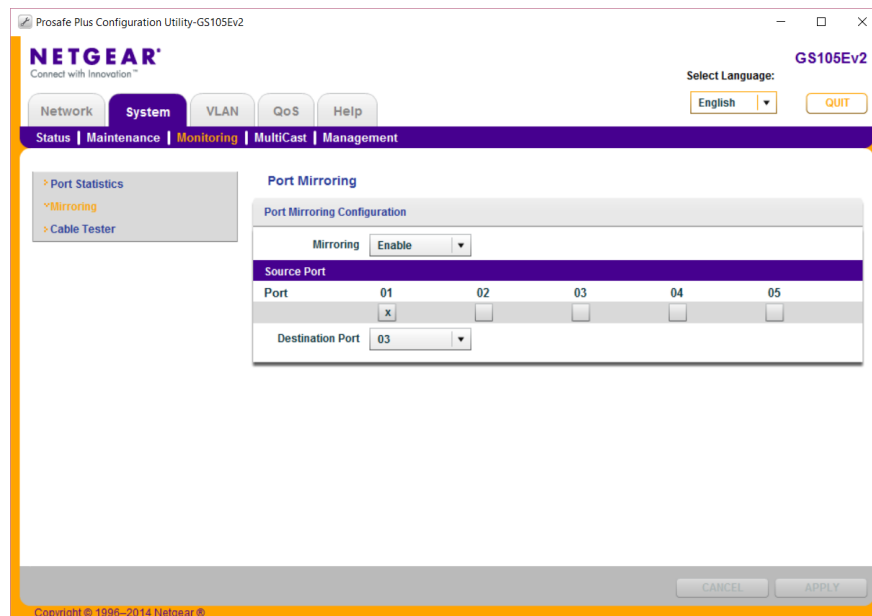 Prosafe Plus Configuration Utility-GS105Ev2
NETGEAR®
Connect with Innovation™
GS105Ev2
Select Language:
English
QUIT
Network System VLAN QoS Help
Status | Maintenance | Monitoring | MultiCast | Management
Port Statistics
Mirroring
Cable Tester
Port Mirroring
Port Mirroring Configuration
Mirroring Enable
Source Port
Port 01 02 03 04 05
x
Destination Port 03
CANCEL APPLY
Copyright © 1996–2014 Netgear ®